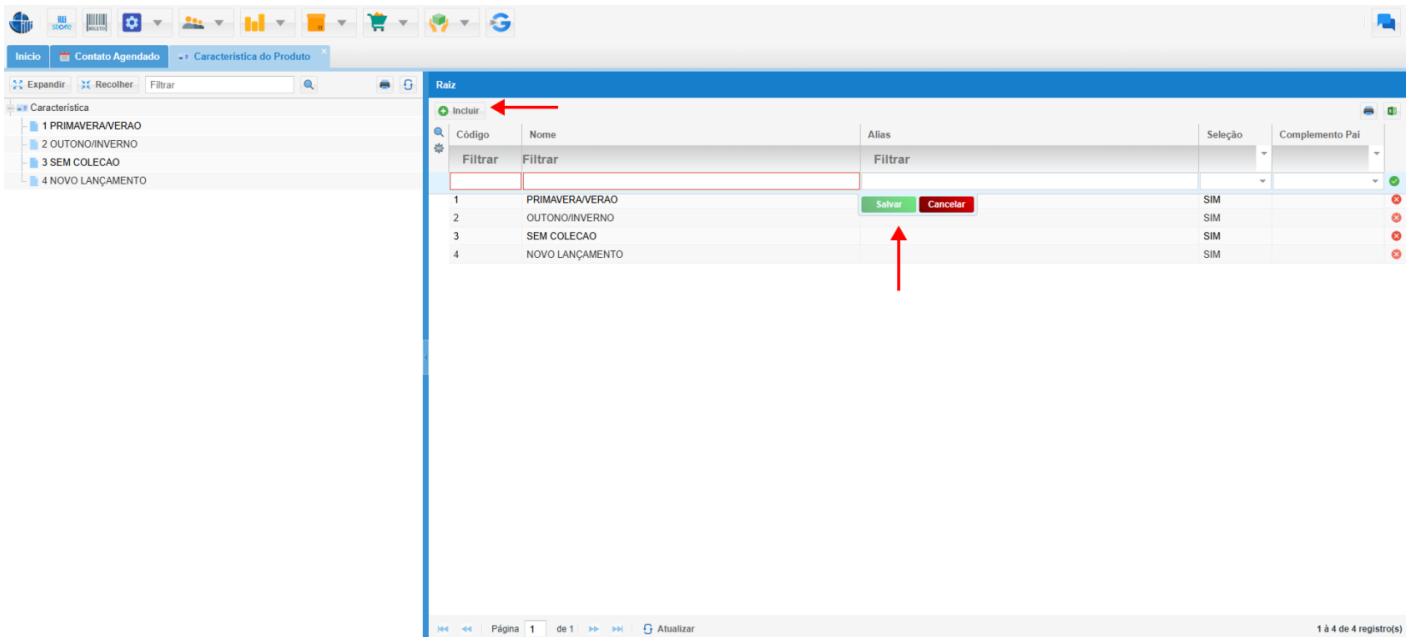 STORE
BOLETO
Início Contato Agendado Característica do Produto
Expandir Recolher Filtrar
Característica
1 PRIMAVERA/VERAO
2 OUTONO/INVERNO
3 SEM COLECAO
4 NOVO LANÇAMENTO
Raiz
Incluir
Código Nome Alias Seleção Complemento Pai
Filtrar Filtrar Filtrar
1 PRIMAVERA/VERAO SIM
Salvar Cancelar
2 OUTONO/INVERNO SIM
3 SEM COLECAO SIM
4 NOVO LANÇAMENTO SIM
Página 1 de 1 Atualizar 1 à 4 de 4 registro(s)